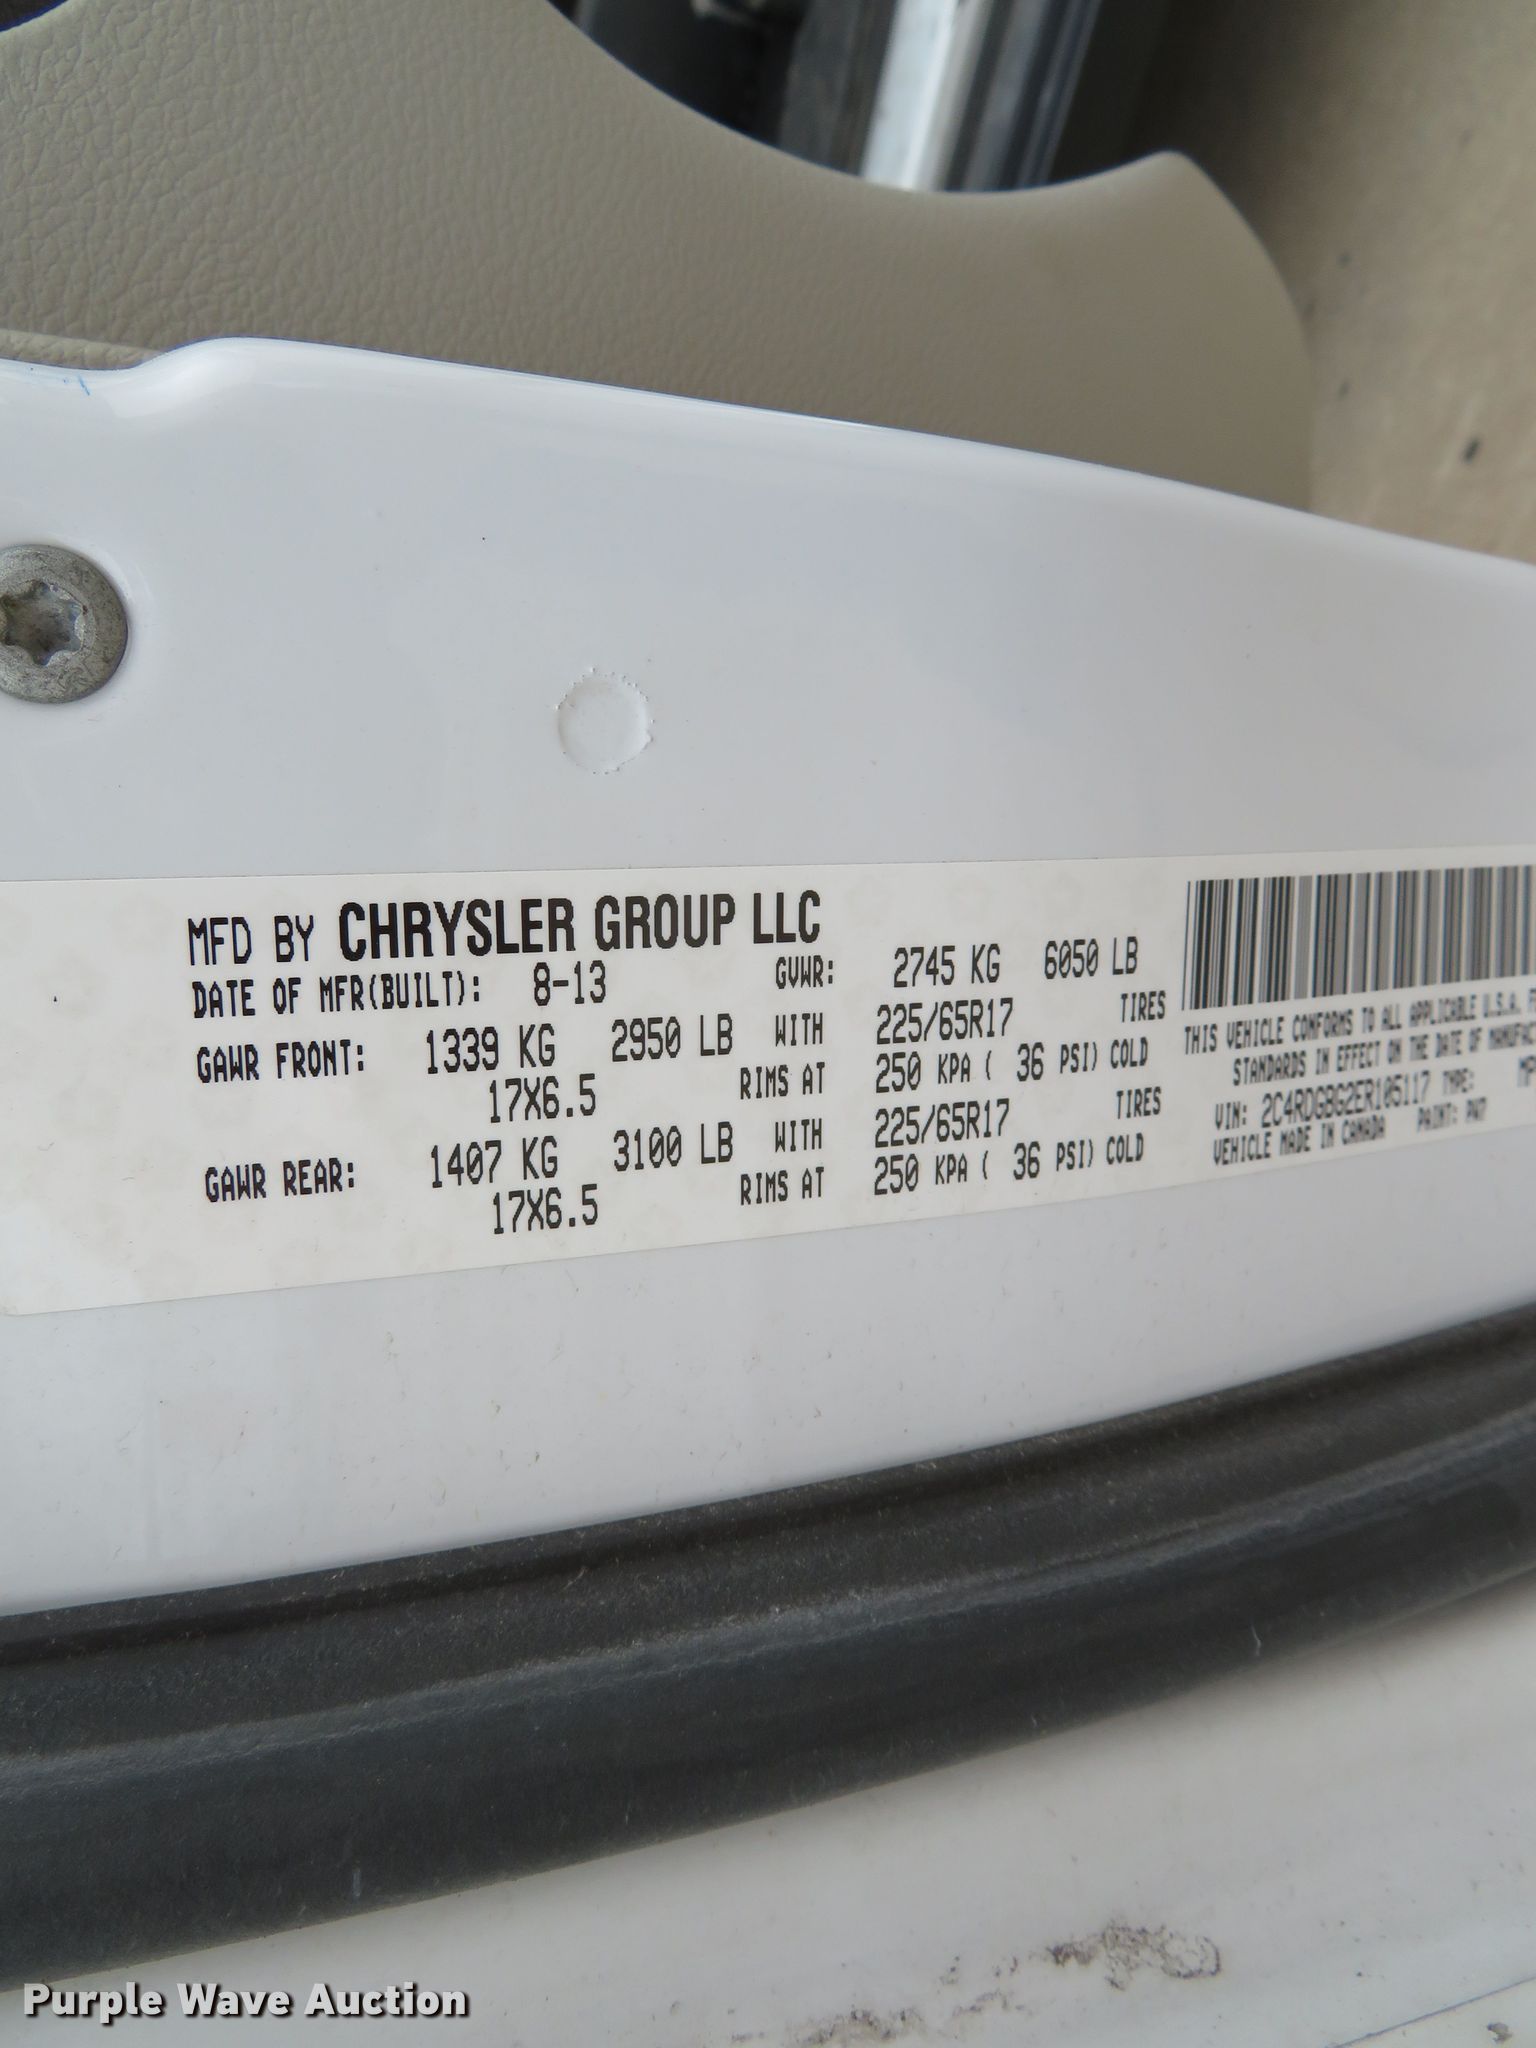 MFD BY CHRYSLER GROUP LLC
DATE OF MFR(BUILT): 8-13 GVWR: 2745 KG 6050 LB
GAWR FRONT: 1339 KG 2950 LB WITH 225/65R17 TIRES
17X6.5 RIMS AT 250 KPA ( 36 PSI) COLD
GAWR REAR: 1407 KG 3100 LB WITH 225/65R17 TIRES
17X6.5 RIMS AT 250 KPA ( 36 PSI) COLD
THIS VEHICLE CONFORMS TO ALL APPLICABLE U.S.A.
STANDARDS IN EFFECT ON THE DATE OF
VIN: 2C4RDGBG2ER105117 TYPE:
VEHICLE MADE IN CANADA PAINT: PW7
Purple Wave Auction